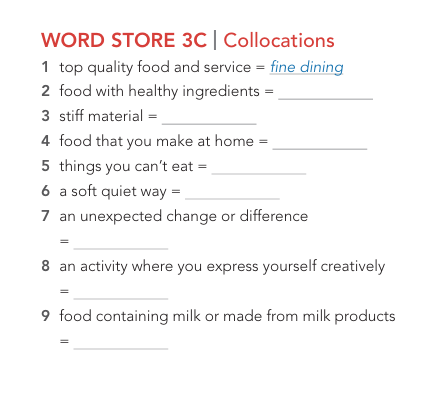 WORD STORE 3C | Collocations
1 top quality food and service = fine dining
2 food with healthy ingredients = ____________
3 stiff material = ____________
4 food that you make at home = ____________
5 things you can't eat = ____________
6 a soft quiet way = ____________
7 an unexpected change or difference
= ____________
8 an activity where you express yourself creatively
= ____________
9 food containing milk or made from milk products
= ____________